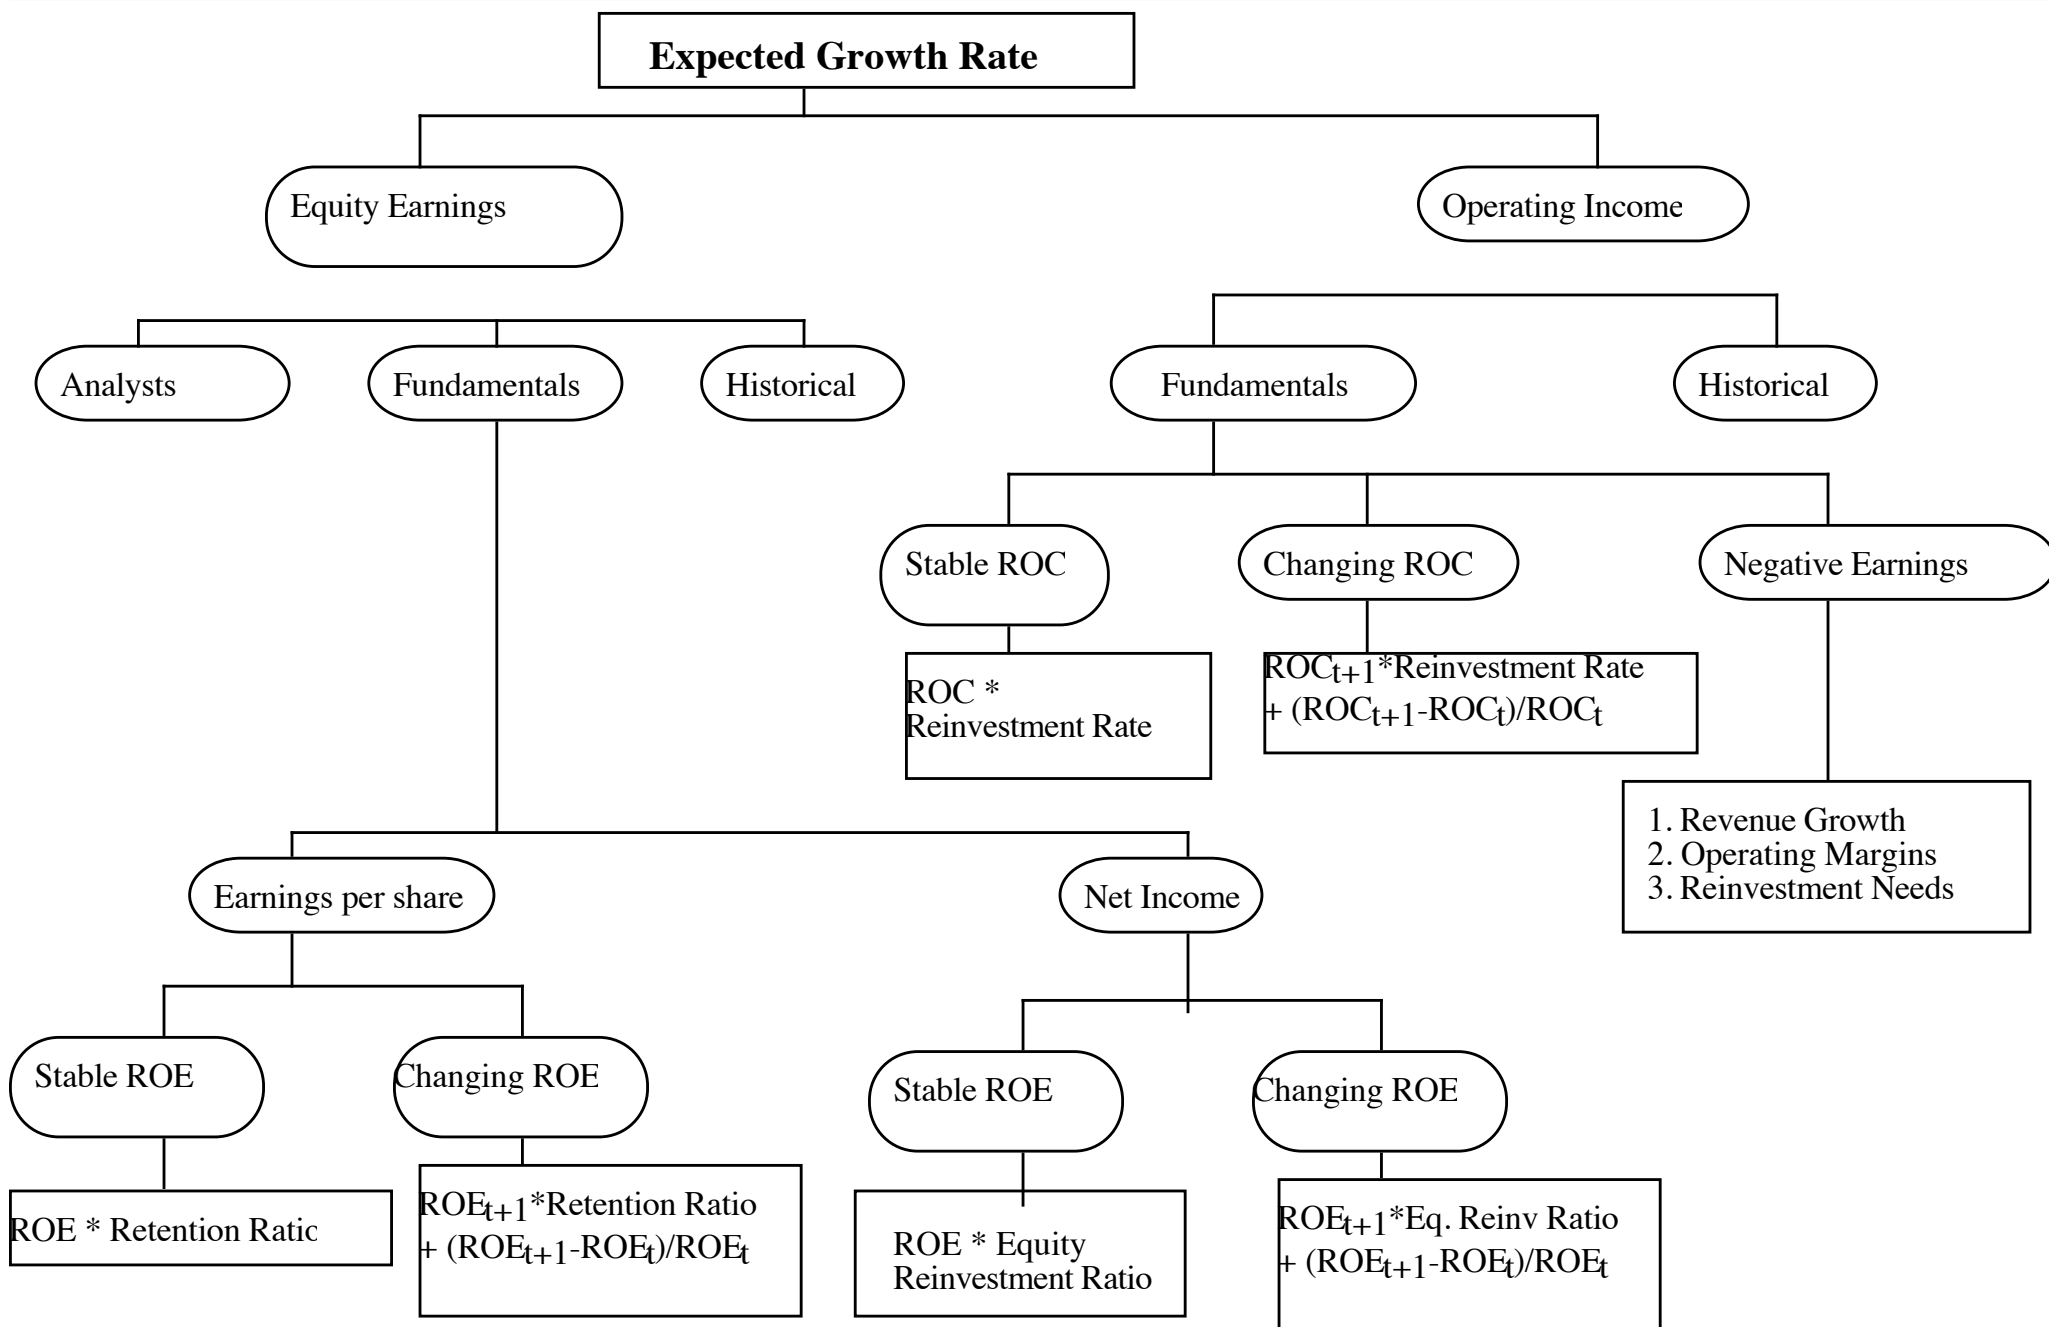 Expected Growth Rate
Equity Earnings
Operating Income
Analysts
Fundamentals
Historical
Fundamentals
Historical
Stable ROC
Changing ROC
Negative Earnings
ROC *
Reinvestment Rate
ROCt+1*Reinvestment Rate
+ (ROCt+1-ROCt)/ROCt
1. Revenue Growth
2. Operating Margins
3. Reinvestment Needs
Earnings per share
Net Income
Stable ROE
Changing ROE
Stable ROE
Changing ROE
ROE * Retention Ratio
ROEt+1*Retention Ratio
+ (ROEt+1-ROEt)/ROEt
ROE * Equity
Reinvestment Ratio
ROEt+1*Eq. Reinv Ratio
+ (ROEt+1-ROEt)/ROEt